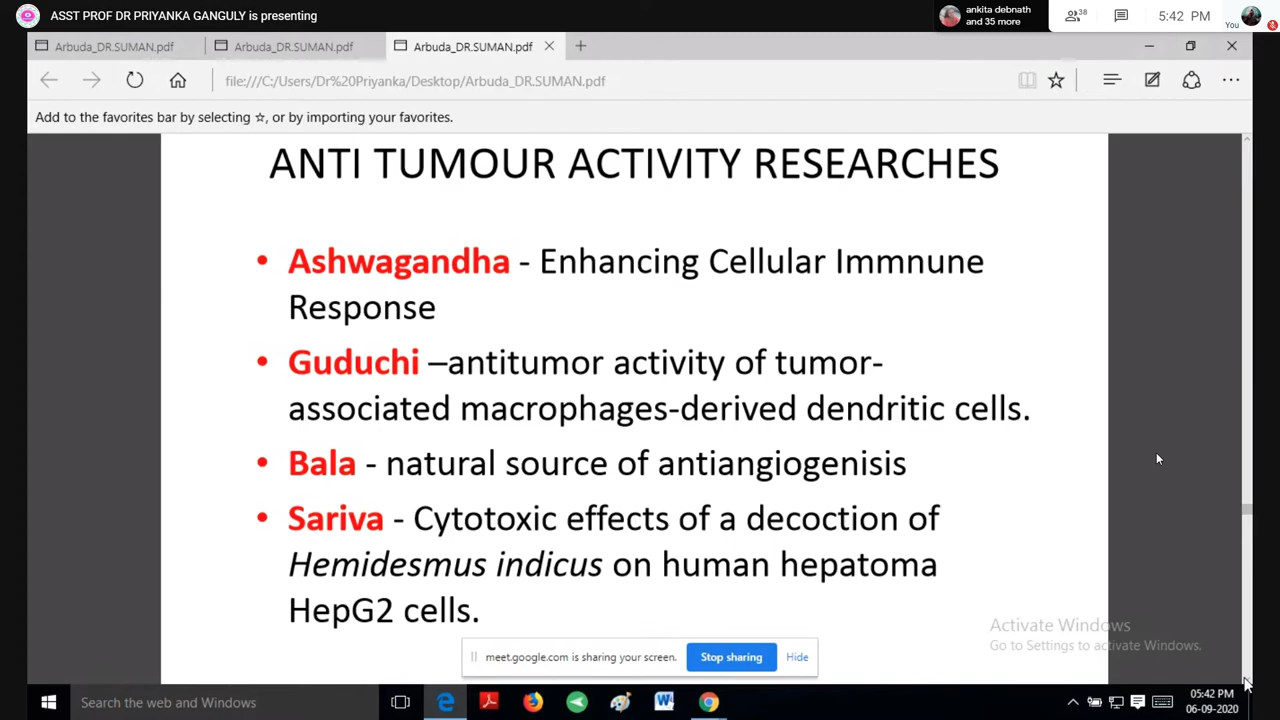 ASST PROF DR PRIYANKA GANGULY is presenting
ankita debnath
and 35 more
38
5:42 PM
You
Arbuda_DR.SUMAN.pdf
Arbuda_DR.SUMAN.pdf
Arbuda_DR.SUMAN.pdf
file:///C:/Users/Dr%20Priyanka/Desktop/Arbuda_DR.SUMAN.pdf
Add to the favorites bar by selecting ☆, or by importing your favorites.
ANTI TUMOUR ACTIVITY RESEARCHES
• Ashwagandha - Enhancing Cellular Immnune
Response
• Guduchi –antitumor activity of tumor-
associated macrophages-derived dendritic cells.
• Bala - natural source of antiangiogenisis
• Sariva - Cytotoxic effects of a decoction of
Hemidesmus indicus on human hepatoma
HepG2 cells.
Activate Windows
Go to Settings to activate Windows.
meet.google.com is sharing your screen.
Stop sharing
Hide
Search the web and Windows
05:42 PM
06-09-2020